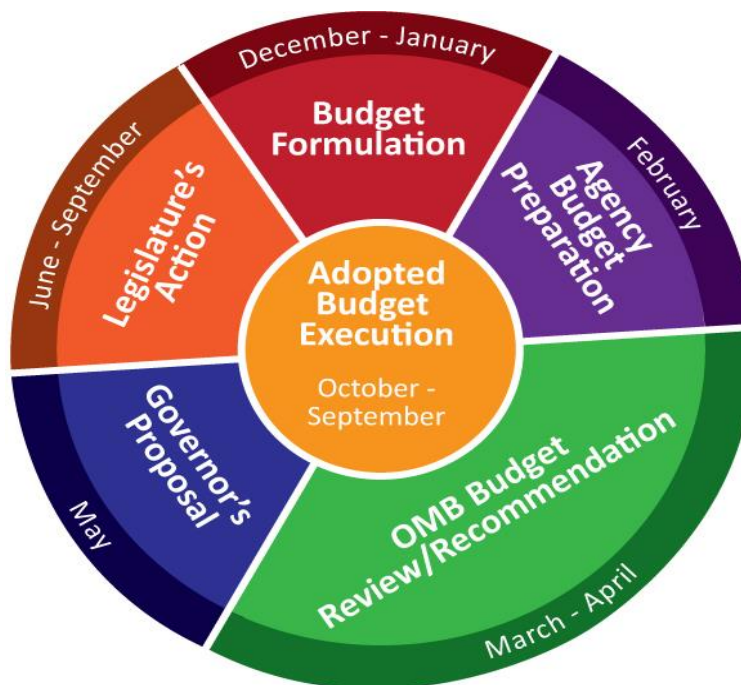 December - January
Budget
Formulation
February
Agency
Budget
Preparation
March - April
OMB Budget
Review/Recommendation
May
Governor's
Proposal
June - September
Legislature's
Action
Adopted
Budget
Execution
October -
September